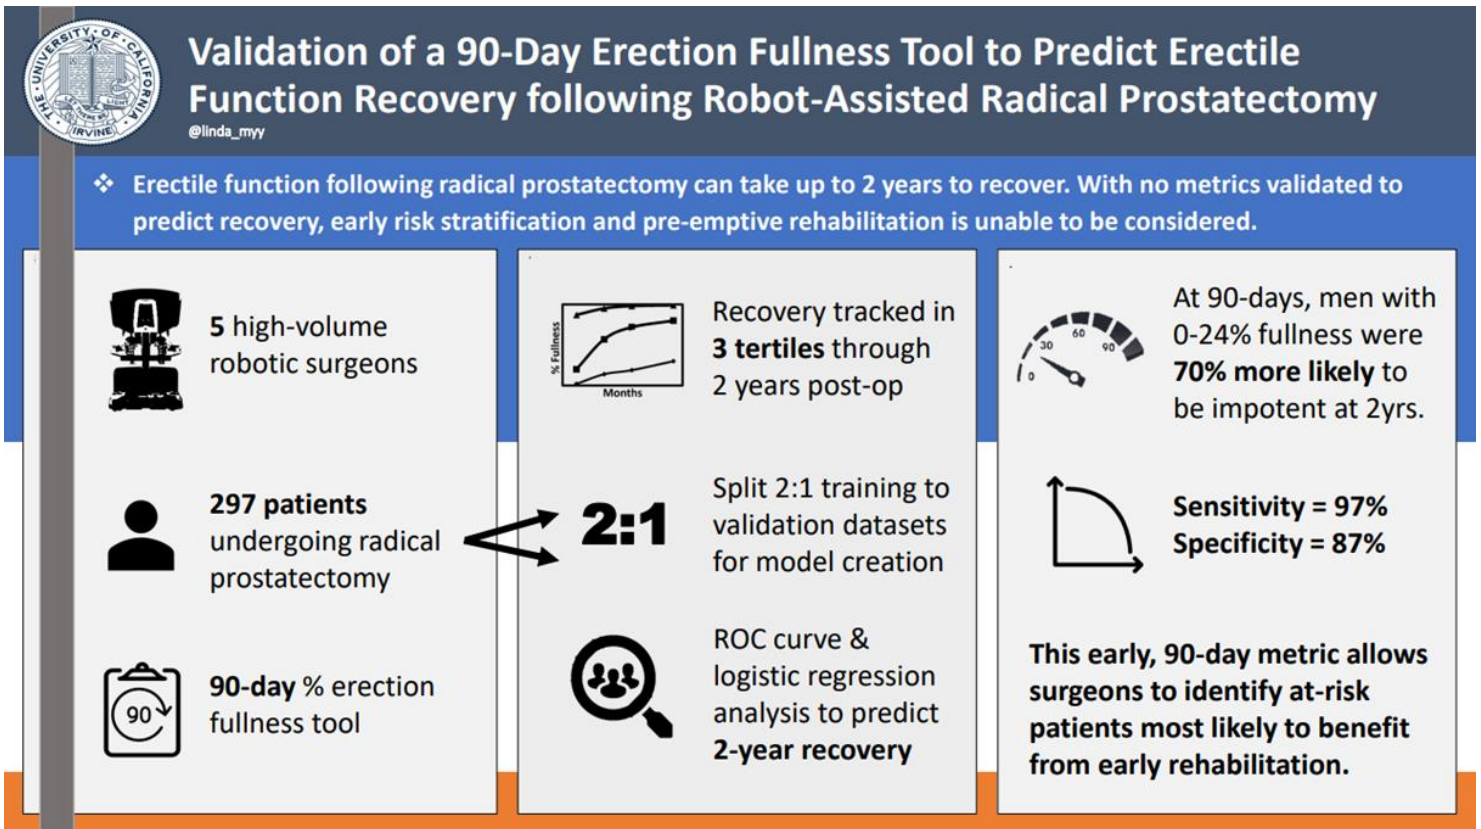 THE·UNIVERSITY·OF·CALIFORNIA·
IRVINE
Validation of a 90-Day Erection Fullness Tool to Predict Erectile
Function Recovery following Robot-Assisted Radical Prostatectomy
@linda_myy
❖ Erectile function following radical prostatectomy can take up to 2 years to recover. With no metrics validated to
predict recovery, early risk stratification and pre-emptive rehabilitation is unable to be considered.
5 high-volume
robotic surgeons
297 patients
undergoing radical
prostatectomy
90
90-day % erection
fullness tool
% Fullness
Months
Recovery tracked in
3 tertiles through
2 years post-op
2:1
Split 2:1 training to
validation datasets
for model creation
ROC curve &
logistic regression
analysis to predict
2-year recovery
0
30
60
90
At 90-days, men with
0-24% fullness were
70% more likely to
be impotent at 2yrs.
Sensitivity = 97%
Specificity = 87%
This early, 90-day metric allows
surgeons to identify at-risk
patients most likely to benefit
from early rehabilitation.